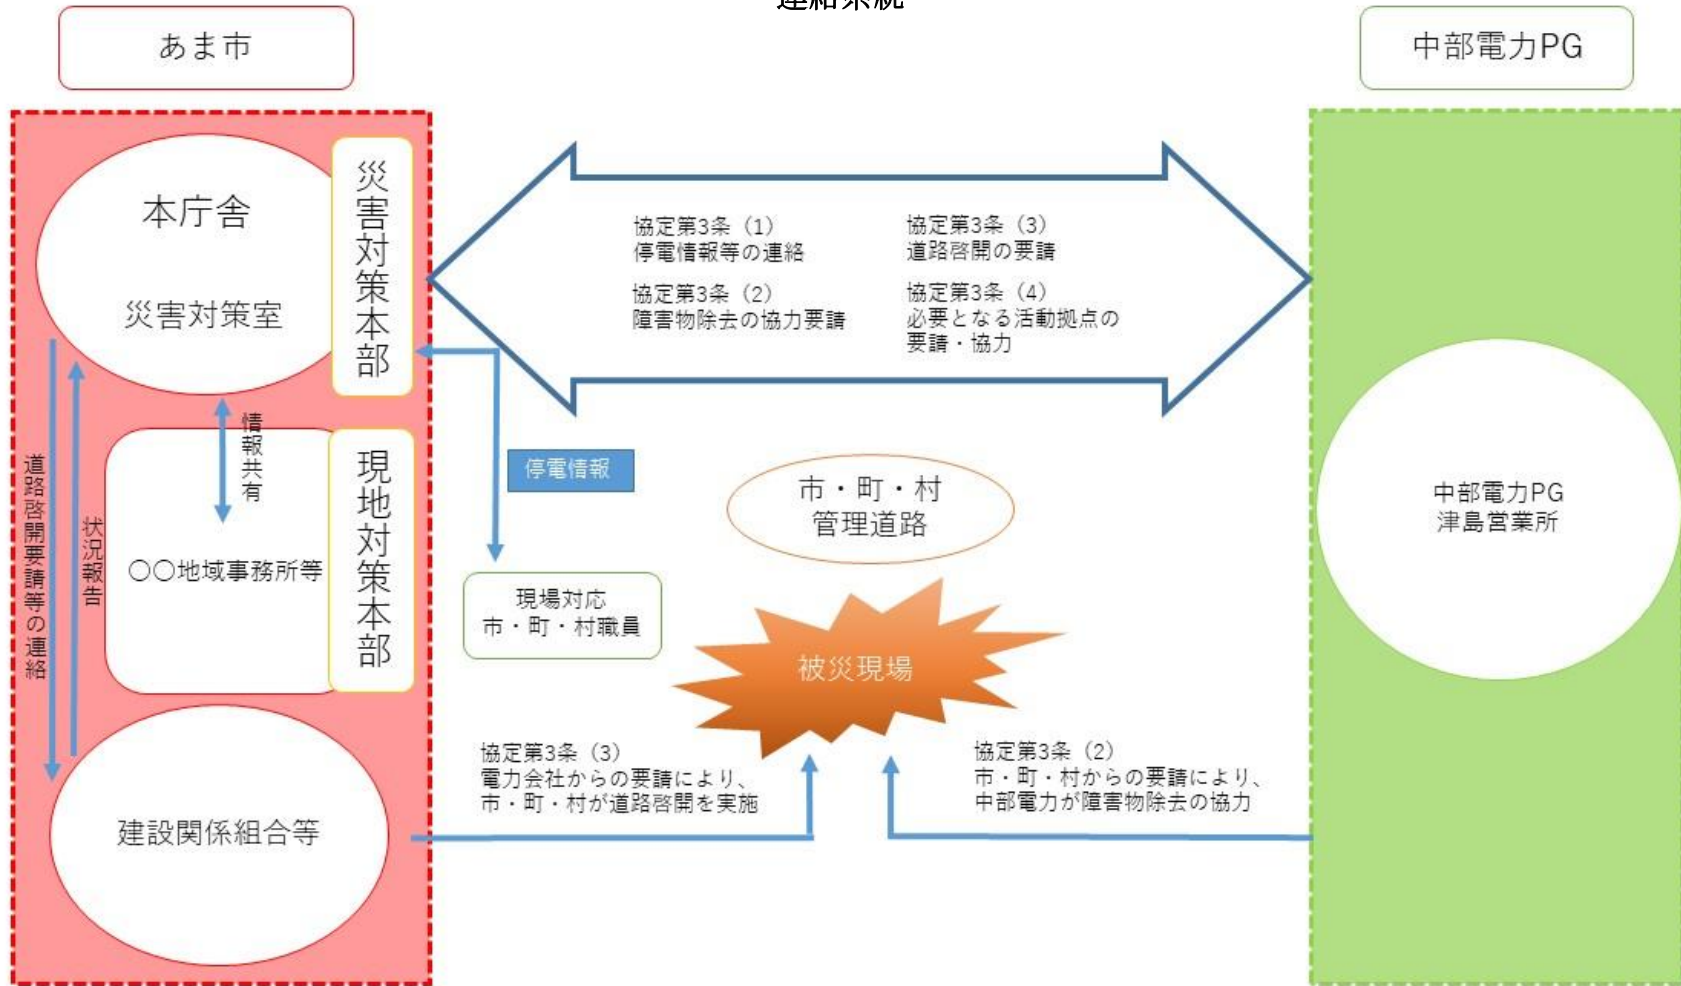 連絡系統
あま市
中部電力PG
本庁舎
災害対策室
災害対策本部
協定第3条（1）
停電情報等の連絡
協定第3条（2）
障害物除去の協力要請
協定第3条（3）
道路啓開の要請
協定第3条（4）
必要となる活動拠点の
要請・協力
情報共有
道路啓開要請等の連絡
状況報告
〇〇地域事務所等
現地対策本部
停電情報
現場対応
市・町・村職員
市・町・村
管理道路
被災現場
中部電力PG
津島営業所
協定第3条（3）
電力会社からの要請により、
市・町・村が道路啓開を実施
協定第3条（2）
市・町・村からの要請により、
中部電力が障害物除去の協力
建設関係組合等